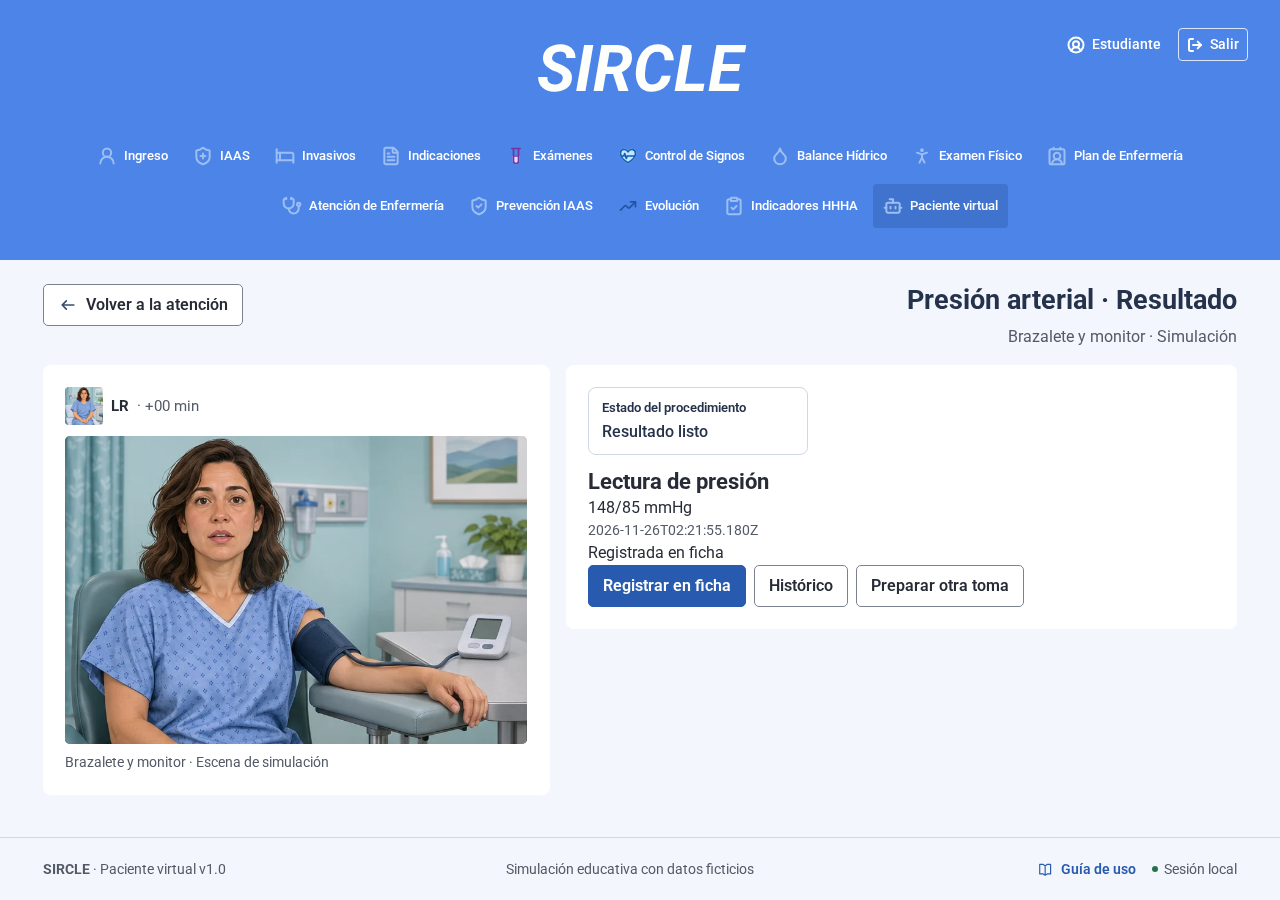 SIRCLE
Estudiante
Salir
Ingreso
IAAS
Invasivos
Indicaciones
Exámenes
Control de Signos
Balance Hídrico
Examen Físico
Plan de Enfermería
Atención de Enfermería
Prevención IAAS
Evolución
Indicadores HHHA
Paciente virtual
Volver a la atención
Presión arterial · Resultado
Brazalete y monitor · Simulación
LR · +00 min
Brazalete y monitor · Escena de simulación
Estado del procedimiento
Resultado listo
Lectura de presión
148/85 mmHg
2026-11-26T02:21:55.180Z
Registrada en ficha
Registrar en ficha
Histórico
Preparar otra toma
SIRCLE · Paciente virtual v1.0
Simulación educativa con datos ficticios
Guía de uso
Sesión local